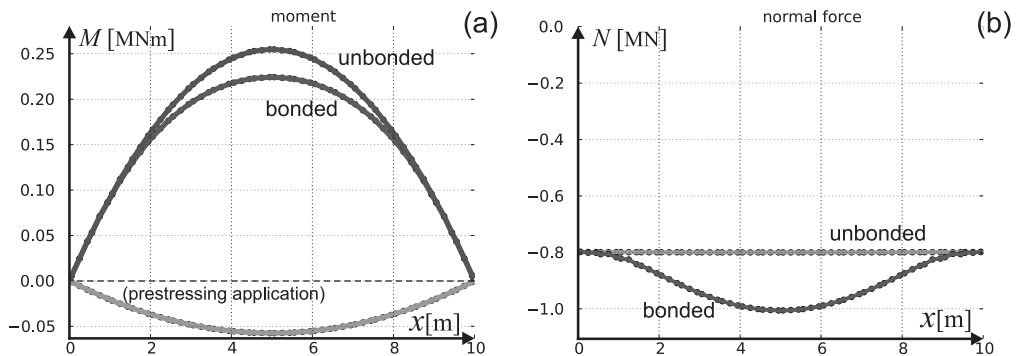 moment
(a)
M [MNm]
0.25
0.20
0.15
0.10
0.05
0.00
−0.05
unbonded
bonded
(prestressing application)
x[m]
0 2 4 6 8 10
normal force
(b)
N [MN]
0.0
−0.2
−0.4
−0.6
−0.8
−1.0
unbonded
bonded
x[m]
0 2 4 6 8 10